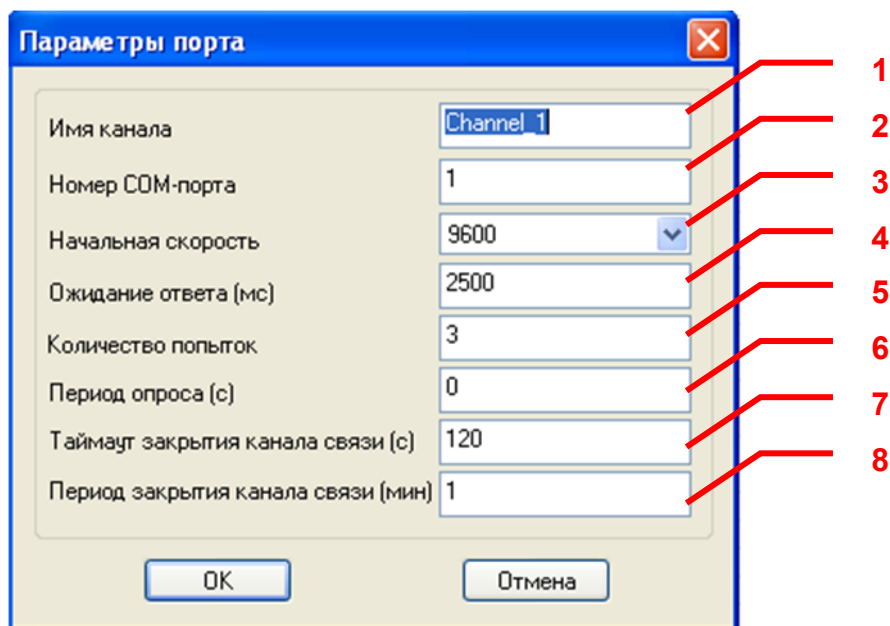 Параметры порта
1
Имя канала Channel_1
2
Номер COM-порта 1
3
Начальная скорость 9600
4
Ожидание ответа (мс) 2500
5
Количество попыток 3
6
Период опроса (с) 0
7
Таймаут закрытия канала связи (с) 120
8
Период закрытия канала связи (мин) 1
OK Отмена